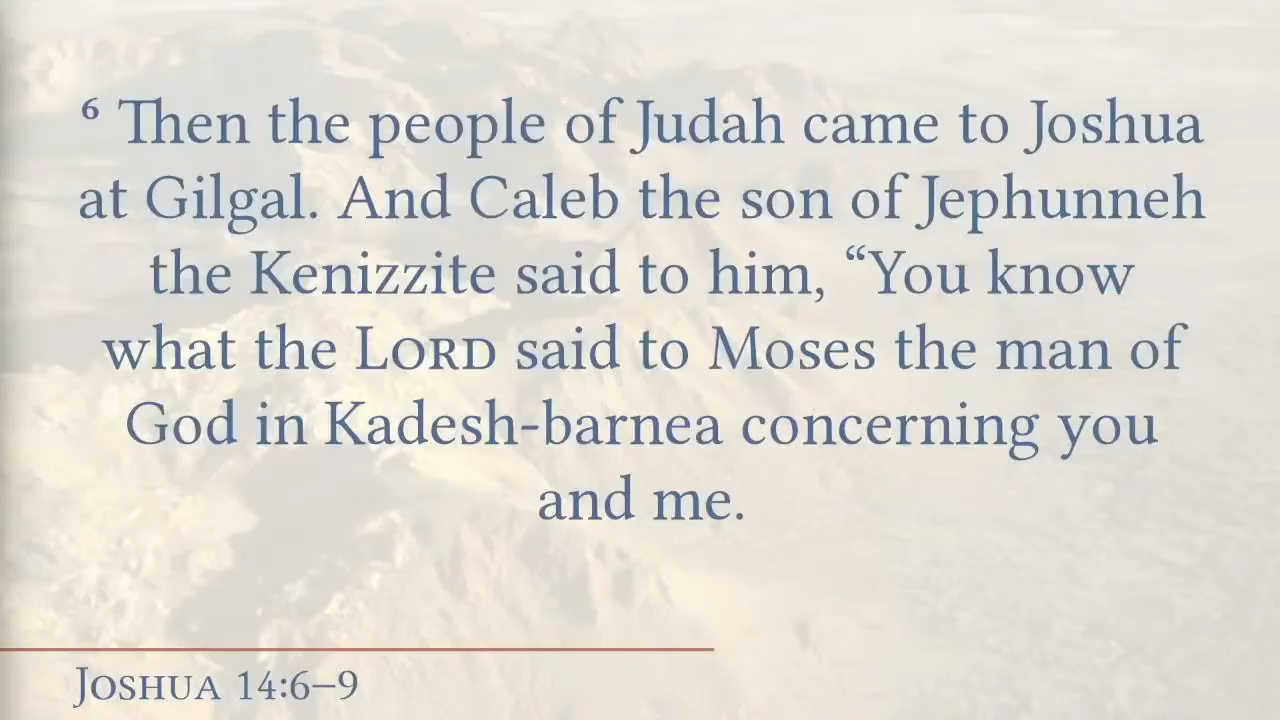 ⁶ Then the people of Judah came to Joshua
at Gilgal. And Caleb the son of Jephunneh
the Kenizzite said to him, “You know
what the LORD said to Moses the man of
God in Kadesh-barnea concerning you
and me.
JOSHUA 14:6–9